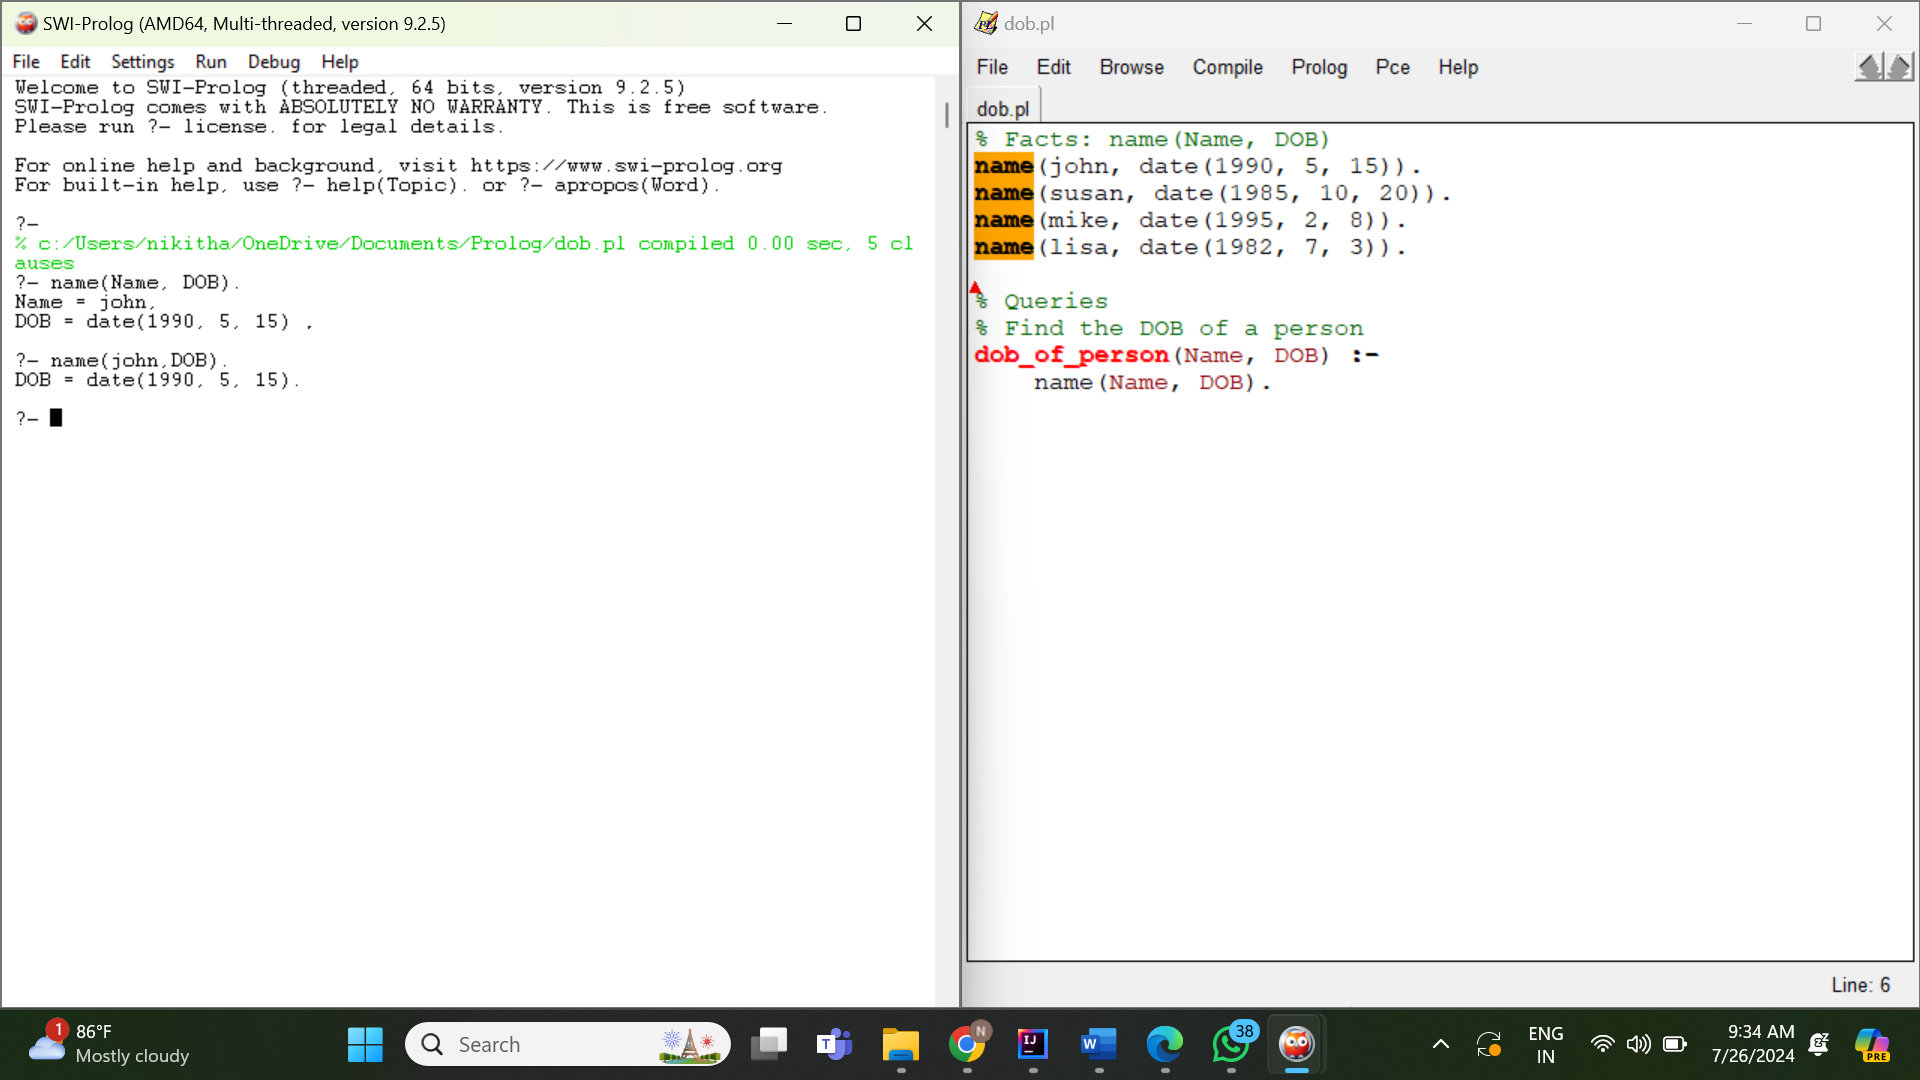 SWI-Prolog (AMD64, Multi-threaded, version 9.2.5)
File Edit Settings Run Debug Help
Welcome to SWI-Prolog (threaded, 64 bits, version 9.2.5)
SWI-Prolog comes with ABSOLUTELY NO WARRANTY. This is free software.
Please run ?- license. for legal details.
For online help and background, visit https://www.swi-prolog.org
For built-in help, use ?- help(Topic). or ?- apropos(Word).
?-
% c:/Users/nikitha/OneDrive/Documents/Prolog/dob.pl compiled 0.00 sec, 5 cl
auses
?- name(Name, DOB).
Name = john,
DOB = date(1990, 5, 15) .
?- name(john,DOB).
DOB = date(1990, 5, 15).
?-
dob.pl
File Edit Browse Compile Prolog Pce Help
dob.pl
% Facts: name(Name, DOB)
name(john, date(1990, 5, 15)).
name(susan, date(1985, 10, 20)).
name(mike, date(1995, 2, 8)).
name(lisa, date(1982, 7, 3)).
% Queries
% Find the DOB of a person
dob_of_person(Name, DOB) :-
name(Name, DOB).
Line: 6
1
86°F
Mostly cloudy
Search
T
N
IJ
W
38
ENG
IN
9:34 AM
7/26/2024
PRE